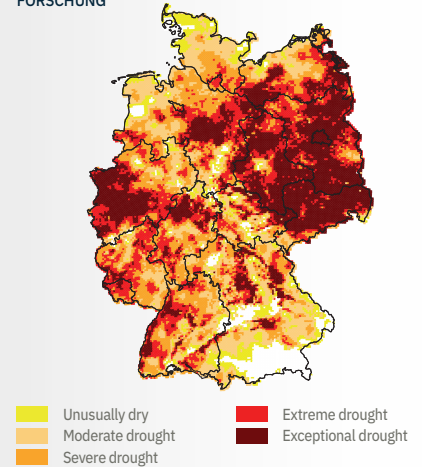 FORSCHUNG
Unusually dry
Moderate drought
Severe drought
Extreme drought
Exceptional drought